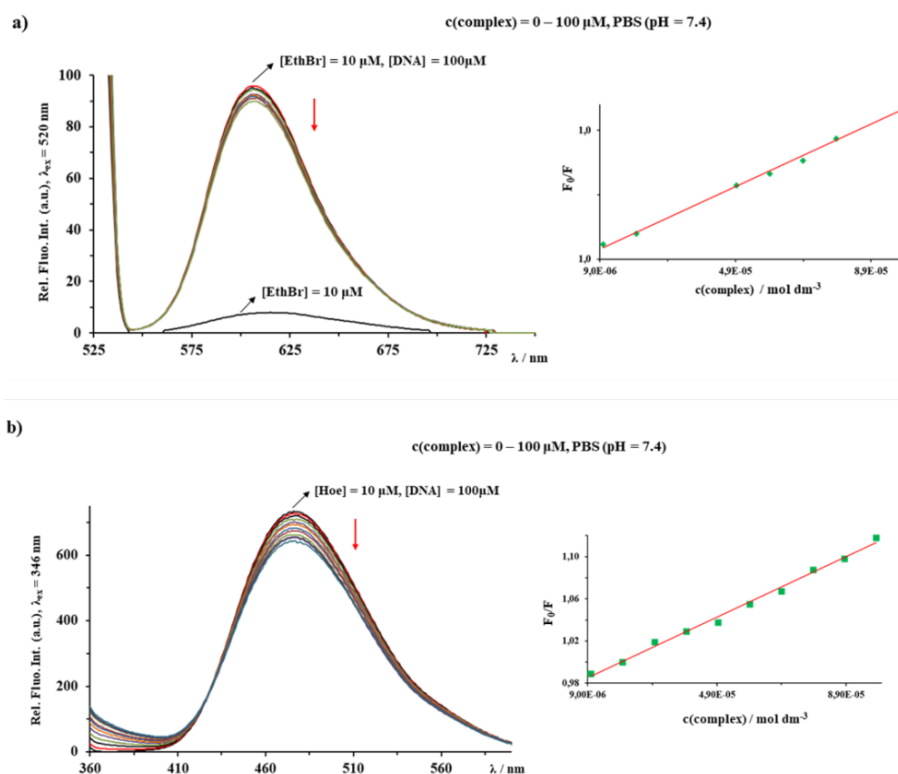 a)
c(complex) = 0 – 100 μM, PBS (pH = 7.4)
[EthBr] = 10 μM, [DNA] = 100μM
Rel. Fluo. Int. (a.u.), λex = 520 nm
100
80
60
40
20
0
[EthBr] = 10 μM
525 575 625 675 725
λ / nm
F0/F
1,0
1,0
9,0E-06 4,9E-05 8,9E-05
c(complex) / mol dm-3
b)
c(complex) = 0 – 100 μM, PBS (pH = 7.4)
[Hoe] = 10 μM, [DNA] = 100μM
Rel. Fluo. Int. (a.u.), λex = 346 nm
600
400
200
0
360 410 460 510 560
λ / nm
F0/F
1,10
1,06
1,02
0,98
9,00E-06 4,90E-05 8,90E-05
c(complex) / mol dm-3